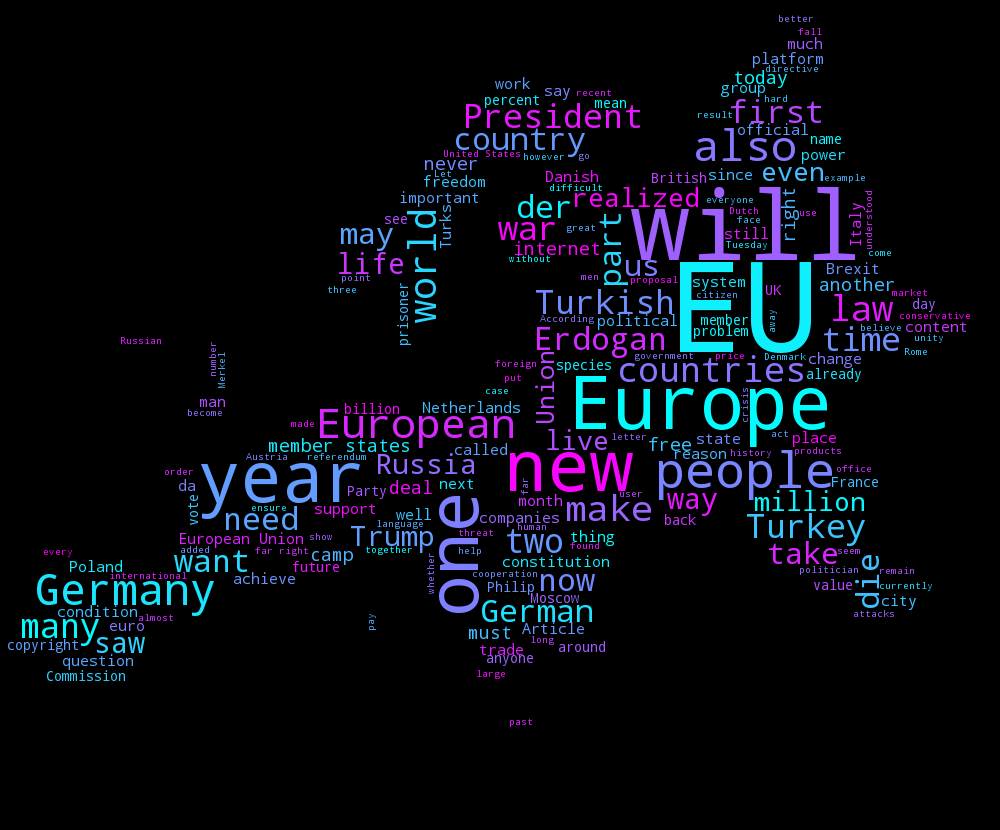 better
fall
much
platform
directive
today
work
say
recent
group
percent
mean
hard
President
first
result
official
name
country
also
United States
however
go
power
never
Let
Danish
British
since
even
example
freedom
difficult
important
realized
everyone
right
understood
Turks
see
world
der
Dutch
use
face
Italy
may
war
great
part
will
still
Tuesday
internet
come
life
without
us
Brexit
point
men
proposal
system
another
three
prisoner
Turkish
citizen
UK
EU
market
day
law
According
political
member
away
conservative
content
problem
believe
Russian
Erdogan
time
unity
number
Merkel
Union
government
price
Denmark
change
Rome
foreign
species
countries
already
put
case
Europe
crisis
man
billion
Netherlands
become
made
European
live
letter
free
state
act
place
member states
called
reason
history
products
Austria
referendum
Russia
new
people
office
order
year
next
far
France
da
Party
deal
user
vote
ensure
support
month
make
way
million
well
one
companies
back
need
language
human
Turkey
European Union
show
Trump
threat
two
thing
every
added
far right
together
help
found
take
seem
Poland
want
camp
whether
constitution
international
future
cooperation
politician
remain
achieve
Philip
now
value
die
currently
Germany
Moscow
city
condition
almost
pay
German
attacks
many
euro
must
Article
copyright
saw
long
trade
around
question
anyone
Commission
large
past